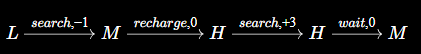 L search,−1 M recharge,0 H search,+3 H wait,0 M